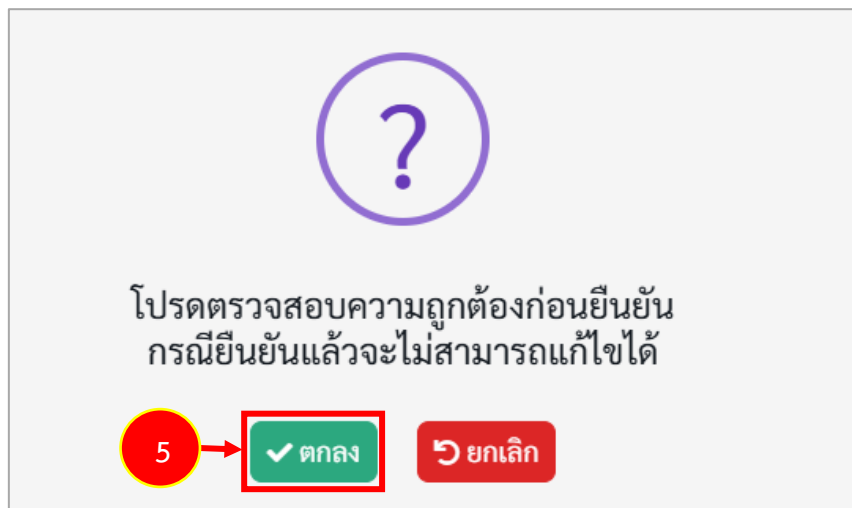 ?
โปรดตรวจสอบความถูกต้องก่อนยืนยัน
กรณียืนยันแล้วจะไม่สามารถแก้ไขได้
5 ตกลง ยกเลิก